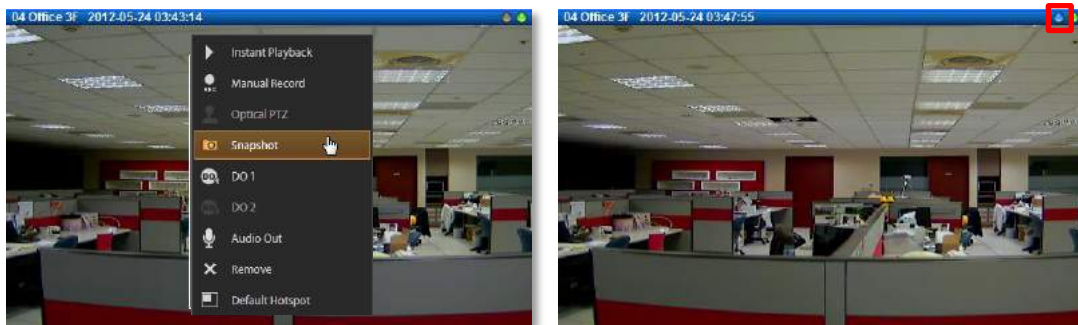 04 Office 3F 2012-05-24 03:43:14
Instant Playback
REC
Manual Record
Optical PTZ
Snapshot
DO 1
DO 2
Audio Out
Remove
Default Hotspot
04 Office 3F 2012-05-24 03:47:55